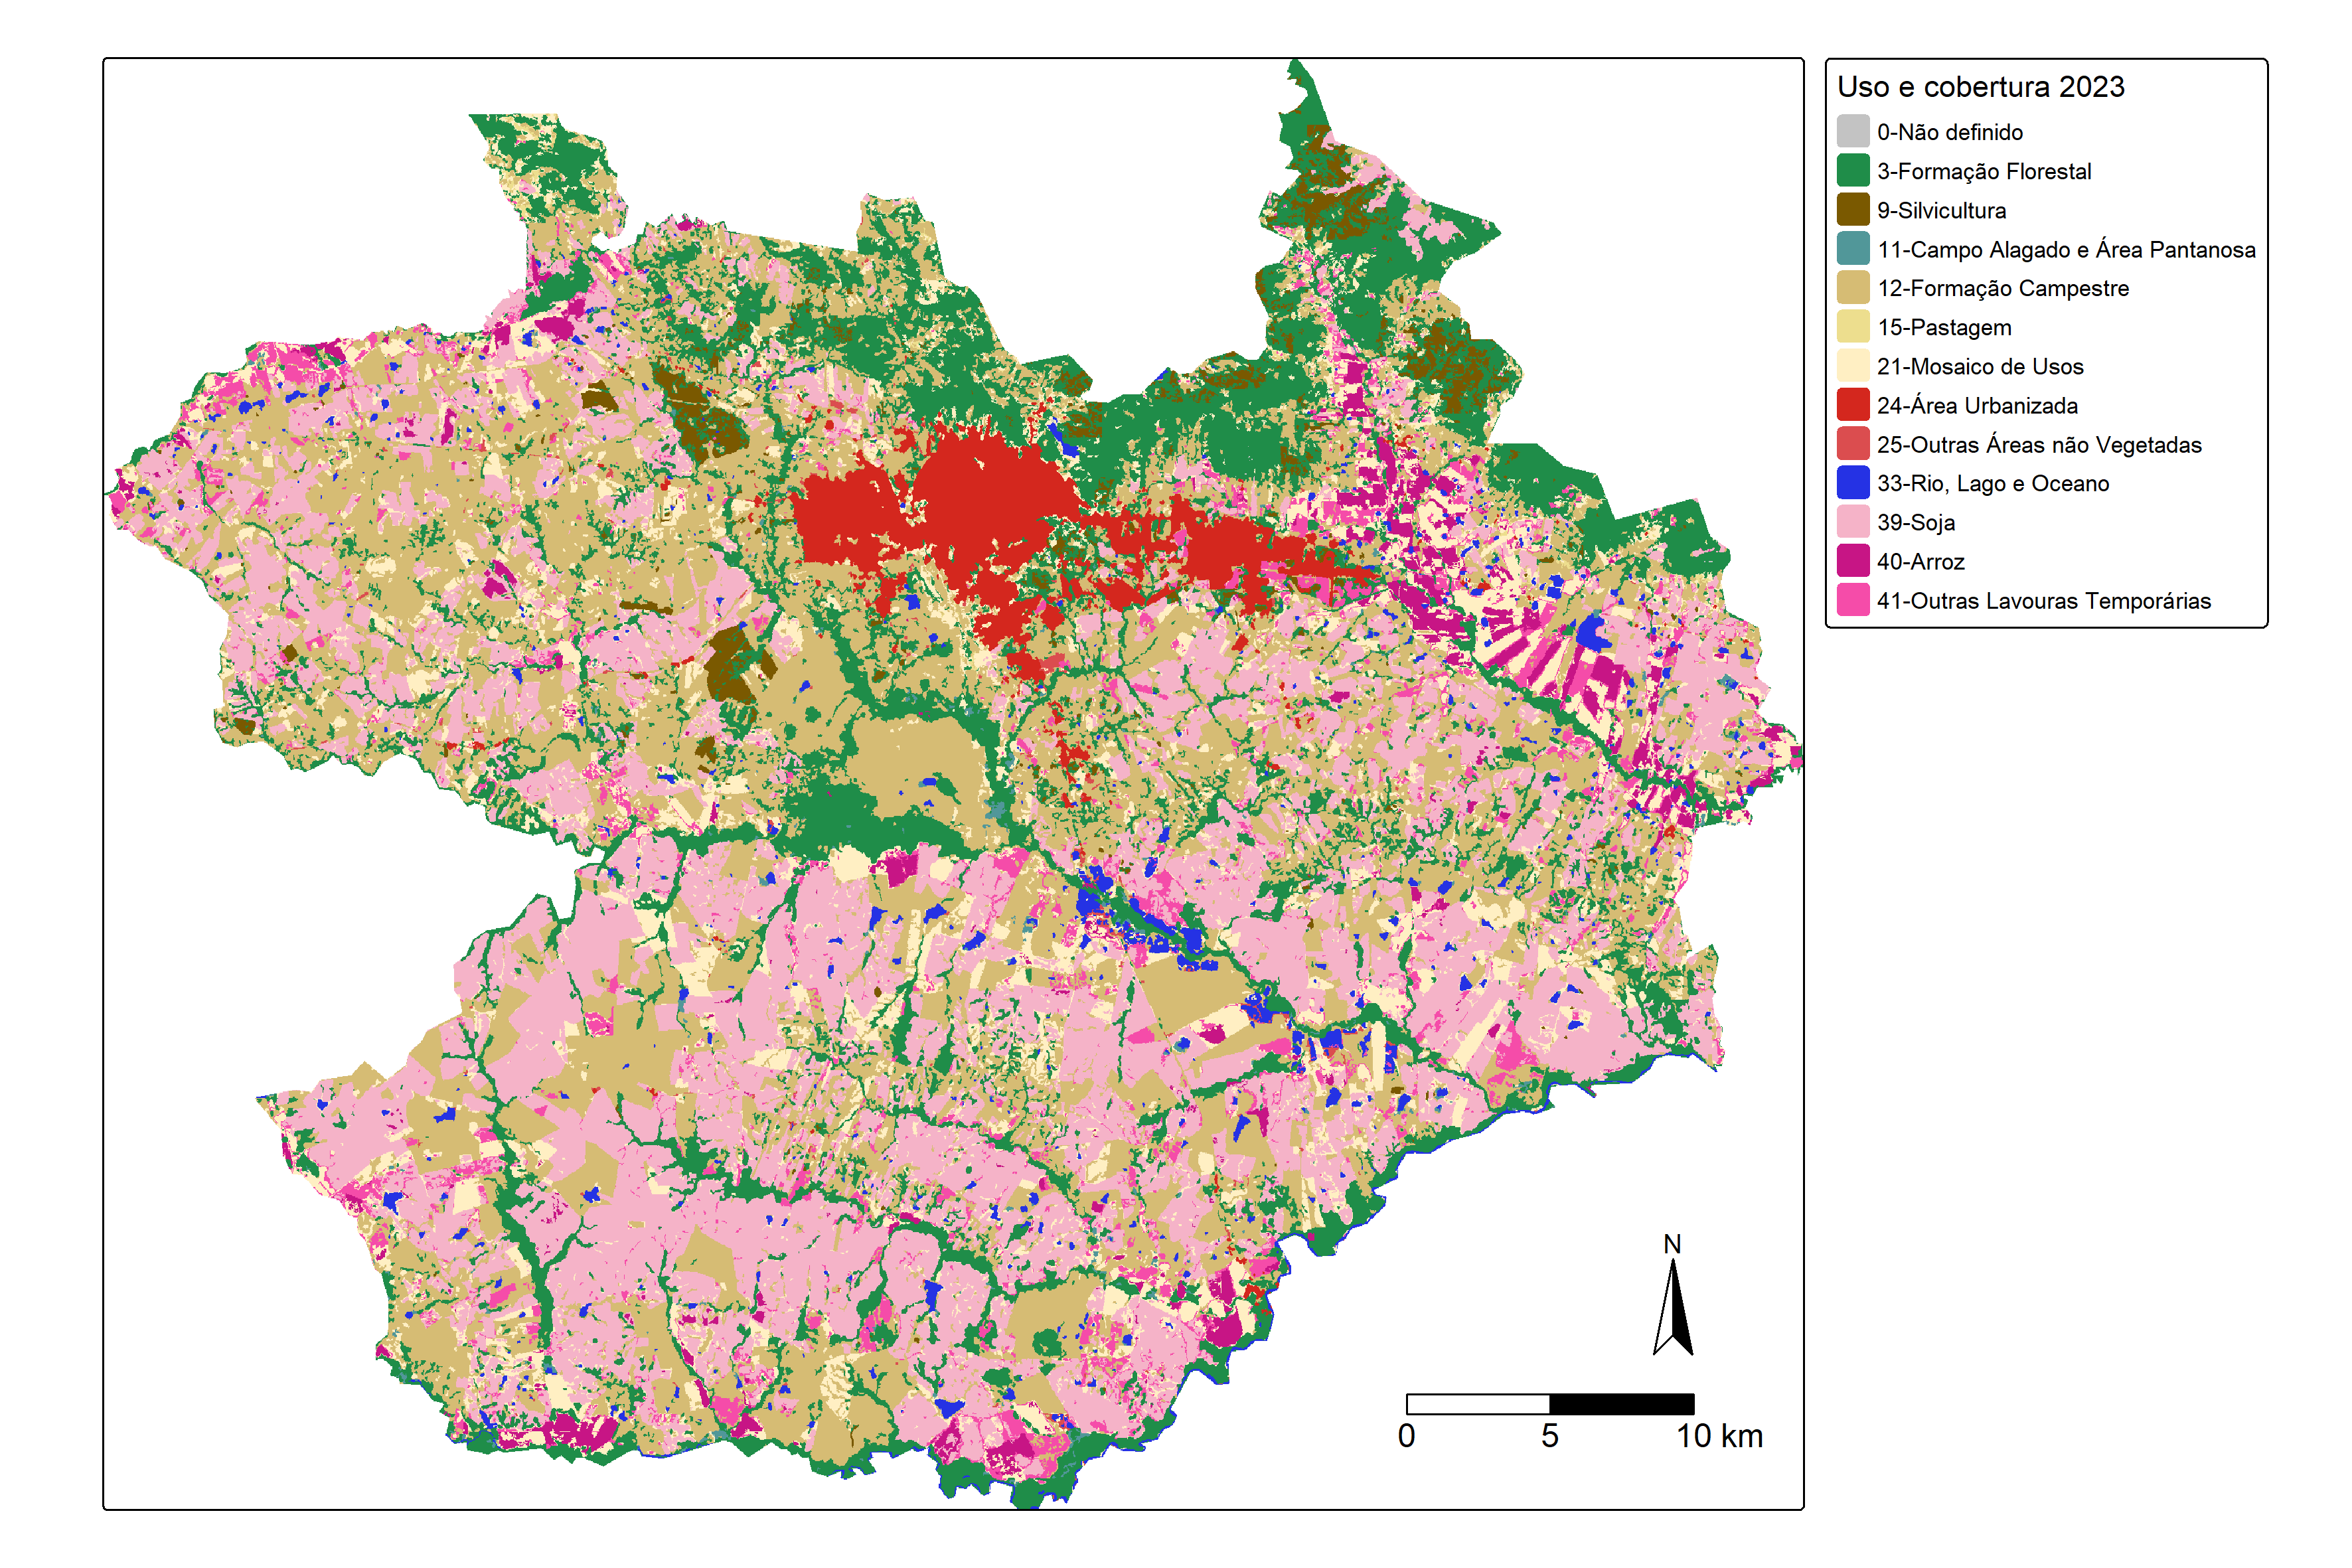 Uso e cobertura 2023
0-Não definido
3-Formação Florestal
9-Silvicultura
11-Campo Alagado e Área Pantanosa
12-Formação Campestre
15-Pastagem
21-Mosaico de Usos
24-Área Urbanizada
25-Outras Áreas não Vegetadas
33-Rio, Lago e Oceano
39-Soja
40-Arroz
41-Outras Lavouras Temporárias
N
0 5 10 km